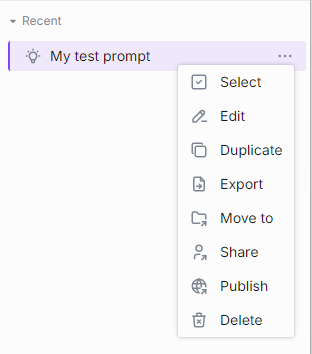 Recent
My test prompt
Select
Edit
Duplicate
Export
Move to
Share
Publish
Delete